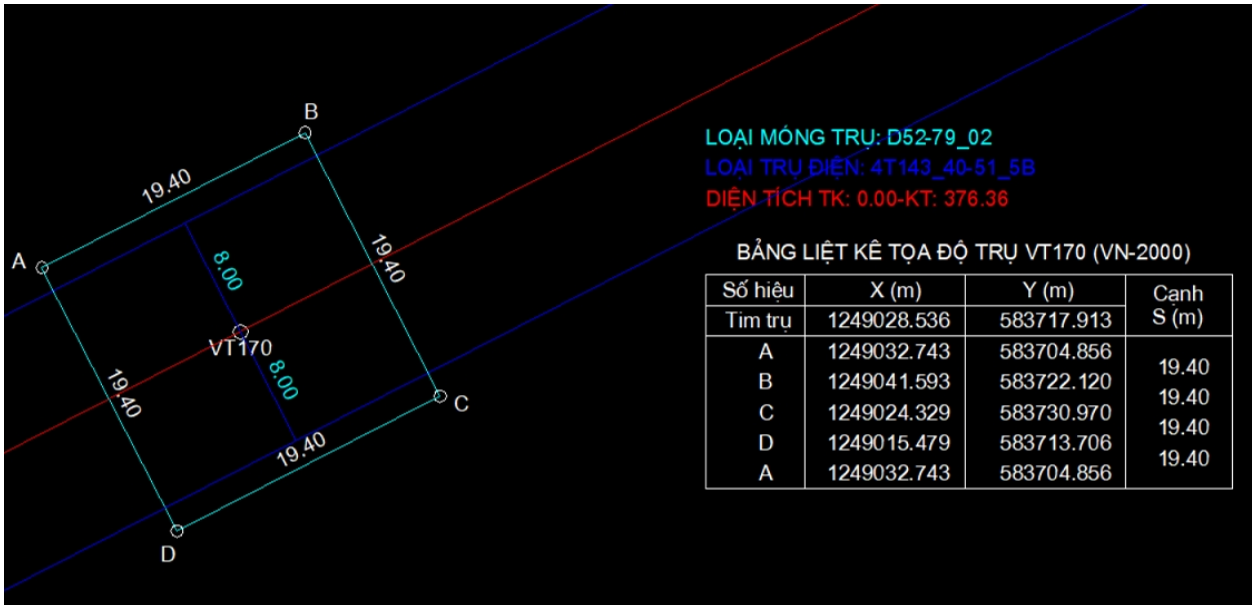 B
19.40
A
19.40
8.00
VT170
8.00
19.40
C
19.40
D
LOẠI MÓNG TRỤ: D52-79_02
LOẠI TRỤ ĐIỆN: 4T143_40-51_5B
DIỆN TÍCH TK: 0.00-KT: 376.36
BẢNG LIỆT KÊ TỌA ĐỘ TRỤ VT170 (VN-2000)
Số hiệu X (m) Y (m) Cạnh S (m)
Tim trụ 1249028.536 583717.913
A 1249032.743 583704.856
19.40
B 1249041.593 583722.120
19.40
C 1249024.329 583730.970
19.40
D 1249015.479 583713.706
19.40
A 1249032.743 583704.856